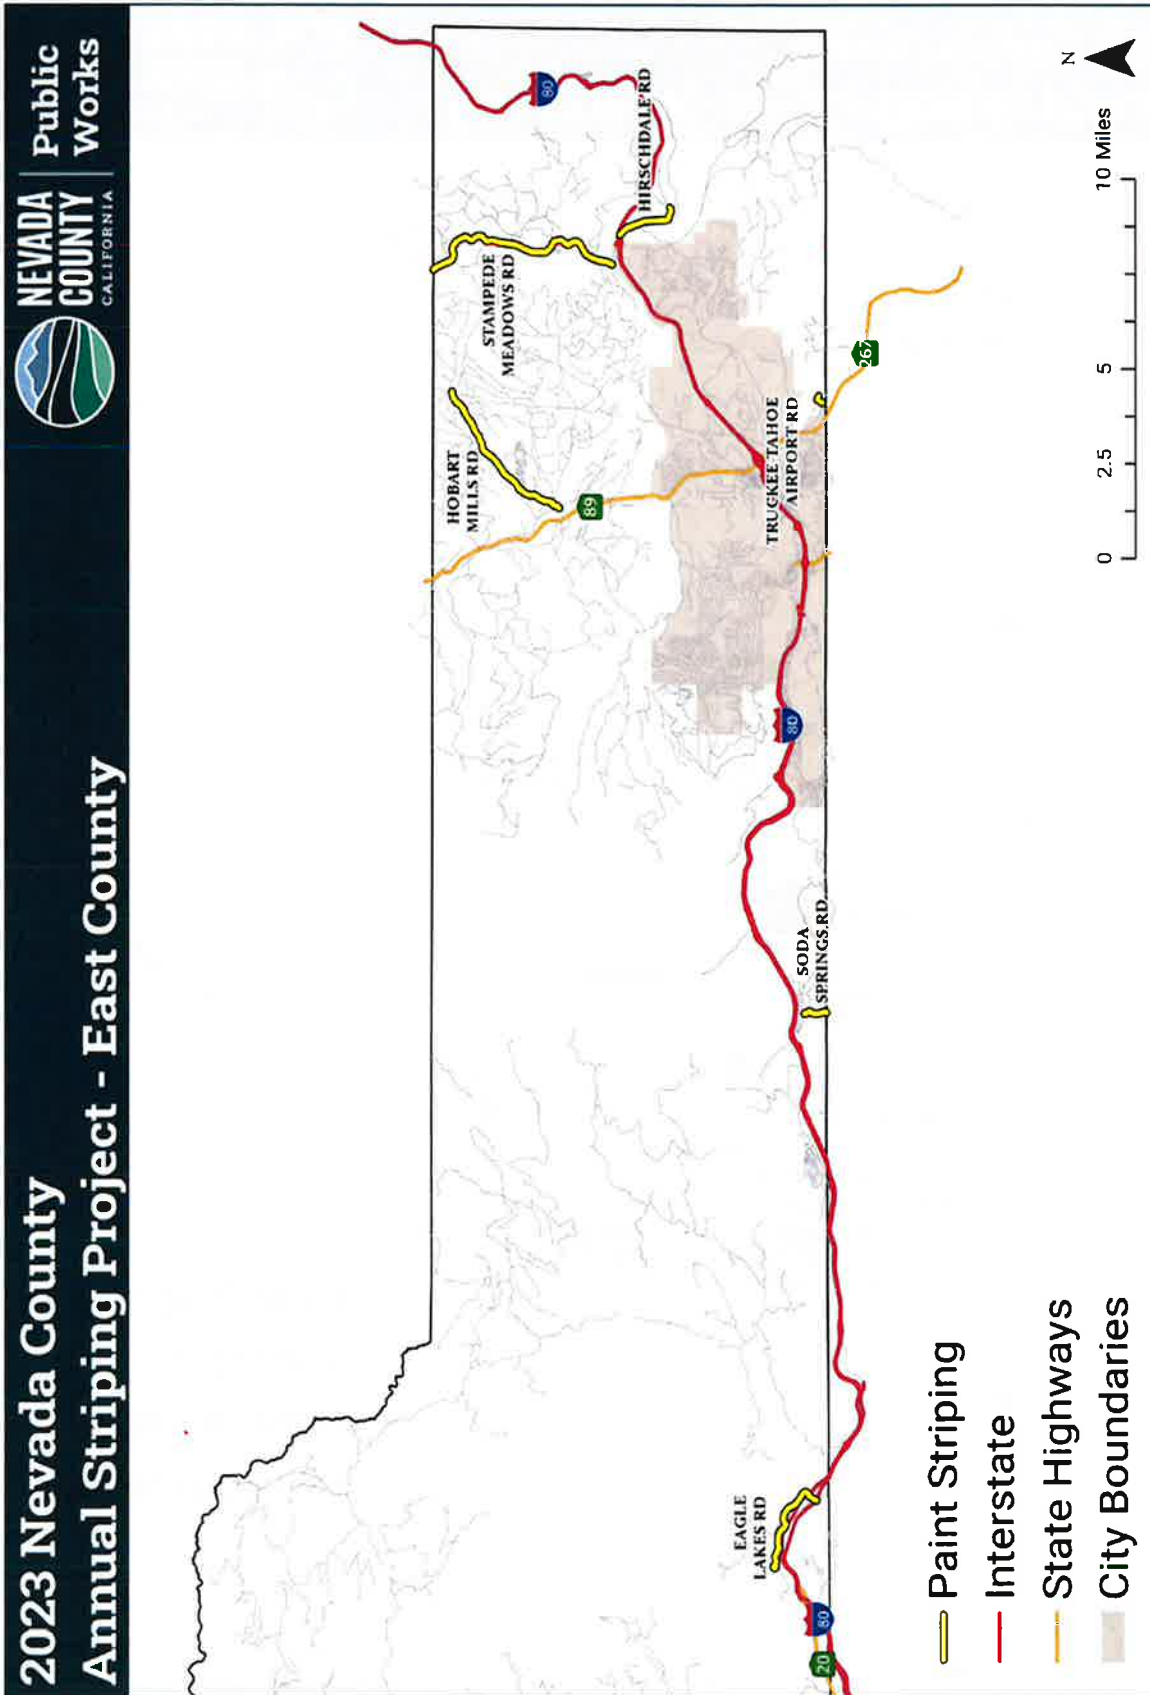 2023 Nevada County
Annual Striping Project - East County
NEVADA
COUNTY
CALIFORNIA
Public
Works
HOBART
MILLS RD
STAMPEDE
MEADOWS RD
HIRSCHDALE RD
80
89
TRUCKEE TAHOE
AIRPORT RD
267
80
SODA
SPRINGS RD
EAGLE
LAKES RD
80
20
Paint Striping
Interstate
State Highways
City Boundaries
0 2.5 5 10 Miles
N